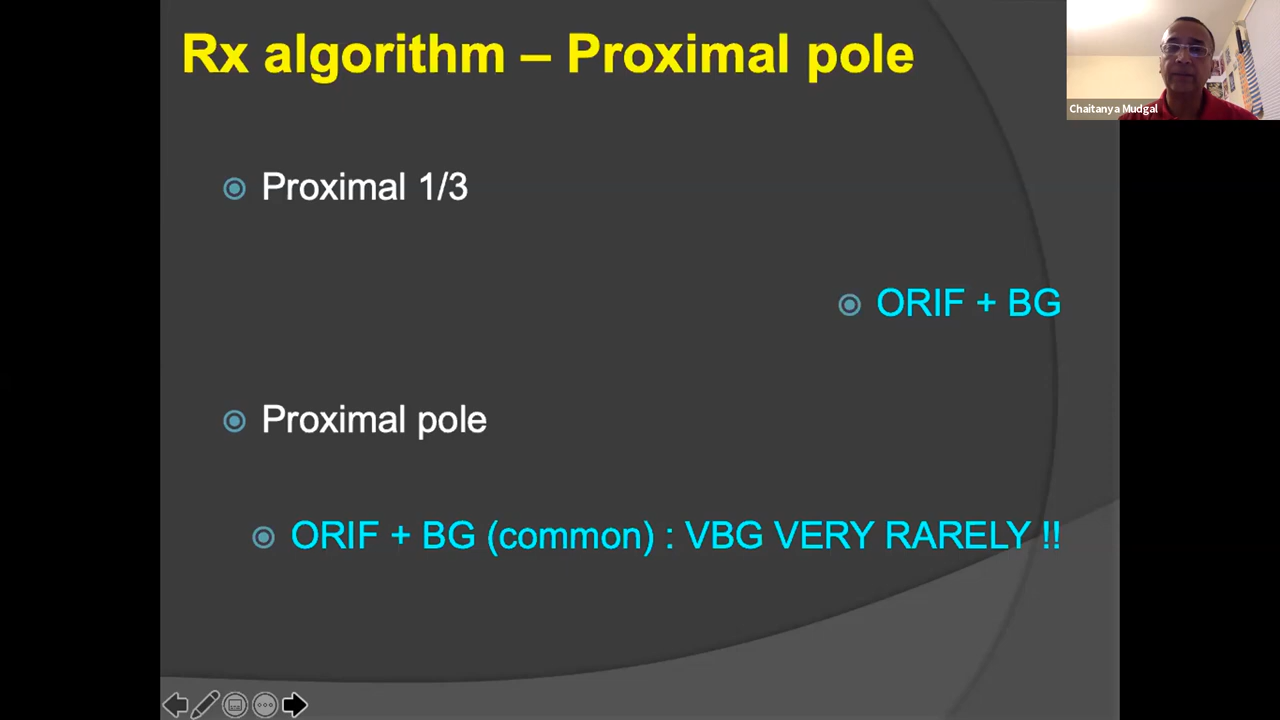 Rx algorithm – Proximal pole
Chaitanya Mudgal
Proximal 1/3
ORIF + BG
Proximal pole
ORIF + BG (common) : VBG VERY RARELY !!